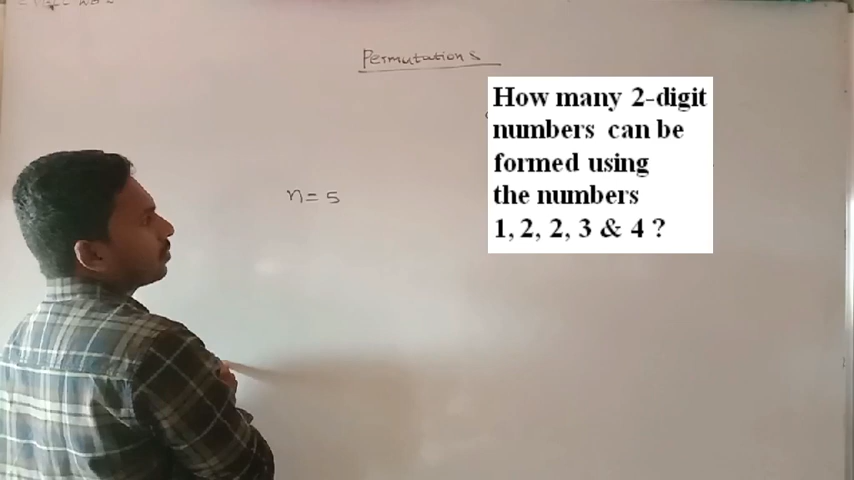 Permutations
How many 2-digit
numbers can be
formed using
the numbers
1, 2, 2, 3 & 4 ?
n = 5